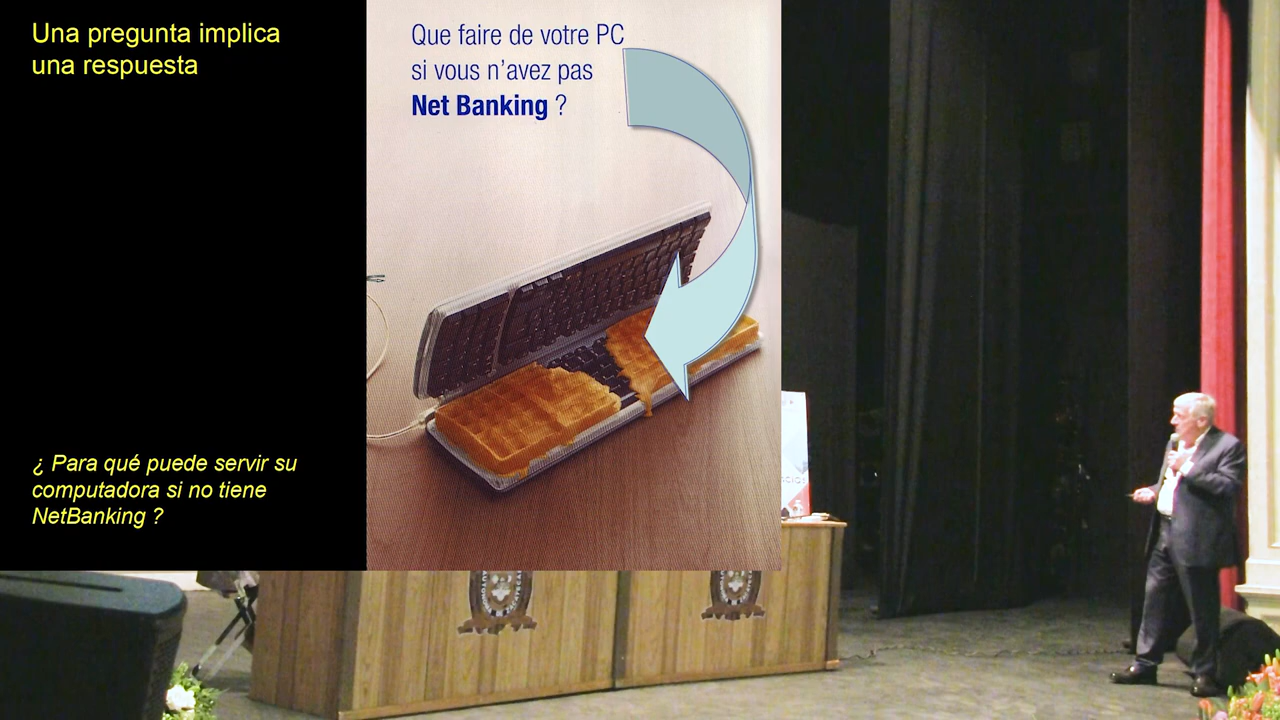 Una pregunta implica
una respuesta
Que faire de votre PC
si vous n'avez pas
Net Banking ?
¿ Para qué puede servir su
computadora si no tiene
NetBanking ?